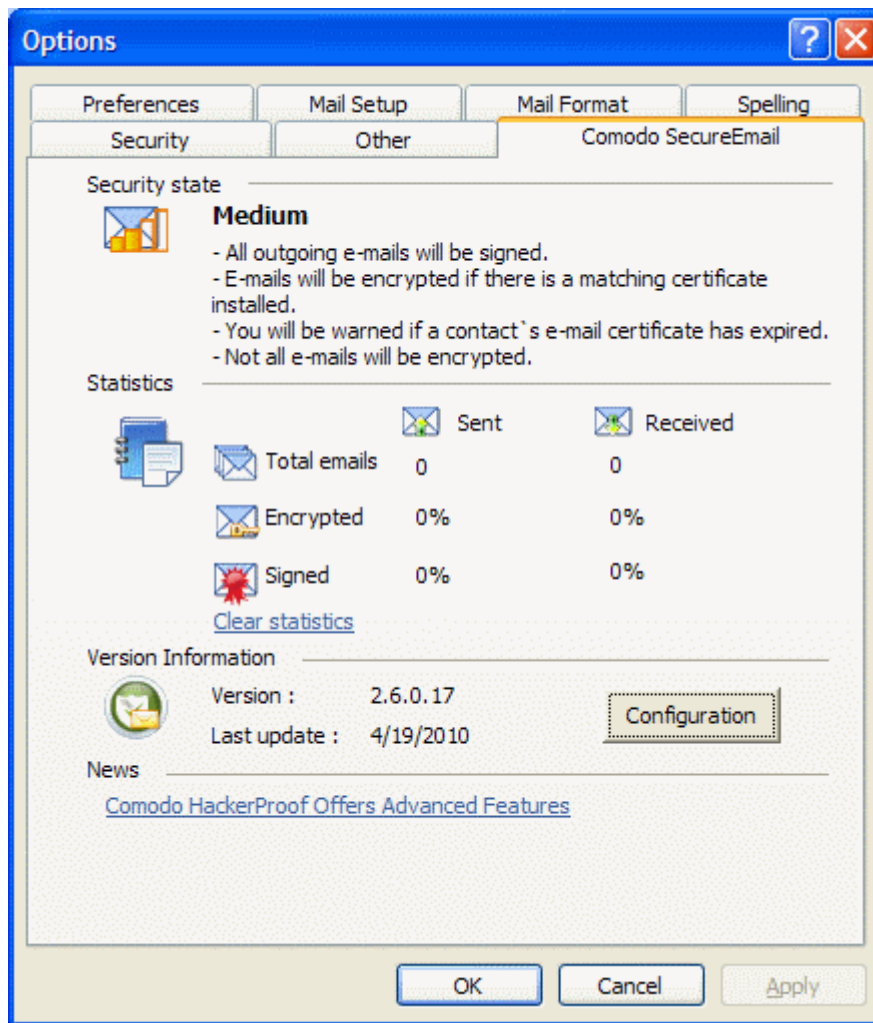 Options
Preferences Mail Setup Mail Format Spelling
Security Other Comodo SecureEmail
Security state
Medium
- All outgoing e-mails will be signed.
- E-mails will be encrypted if there is a matching certificate
installed.
- You will be warned if a contact`s e-mail certificate has expired.
- Not all e-mails will be encrypted.
Statistics
Sent Received
Total emails 0 0
Encrypted 0% 0%
Signed 0% 0%
Clear statistics
Version Information
Version : 2.6.0.17
Configuration
Last update : 4/19/2010
News
Comodo HackerProof Offers Advanced Features
OK Cancel Apply